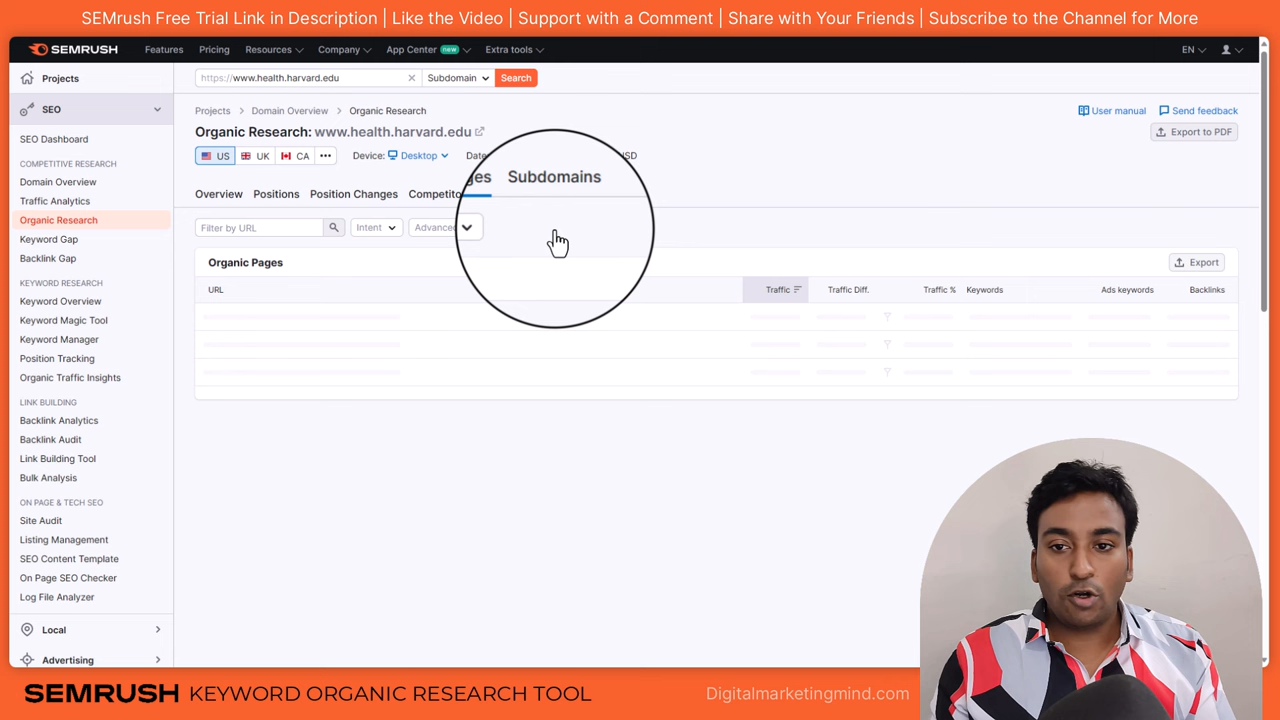 SEMrush Free Trial Link in Description | Like the Video | Support with a Comment | Share with Your Friends | Subscribe to the Channel for More
SEMRUSH Features Pricing Resources Company App Center new Extra tools EN
Projects
https://www.health.harvard.edu Subdomain Search
SEO
Projects > Domain Overview > Organic Research
User manual Send feedback
Organic Research: www.health.harvard.edu
Export to PDF
US UK CA ••• Device: Desktop
SEO Dashboard
COMPETITIVE RESEARCH
Domain Overview
Traffic Analytics
Organic Research
Keyword Gap
Backlink Gap
KEYWORD RESEARCH
Keyword Overview
Keyword Magic Tool
Keyword Manager
Position Tracking
Organic Traffic Insights
LINK BUILDING
Backlink Analytics
Backlink Audit
Link Building Tool
Bulk Analysis
ON PAGE & TECH SEO
Site Audit
Listing Management
SEO Content Template
On Page SEO Checker
Log File Analyzer
Local
Advertising
Overview Positions Position Changes Subdomains
Filter by URL Intent
Organic Pages Export
URL Traffic Traffic Diff. Traffic % Keywords Ads keywords Backlinks
SEMRUSH KEYWORD ORGANIC RESEARCH TOOL Digitalmarketingmind.com